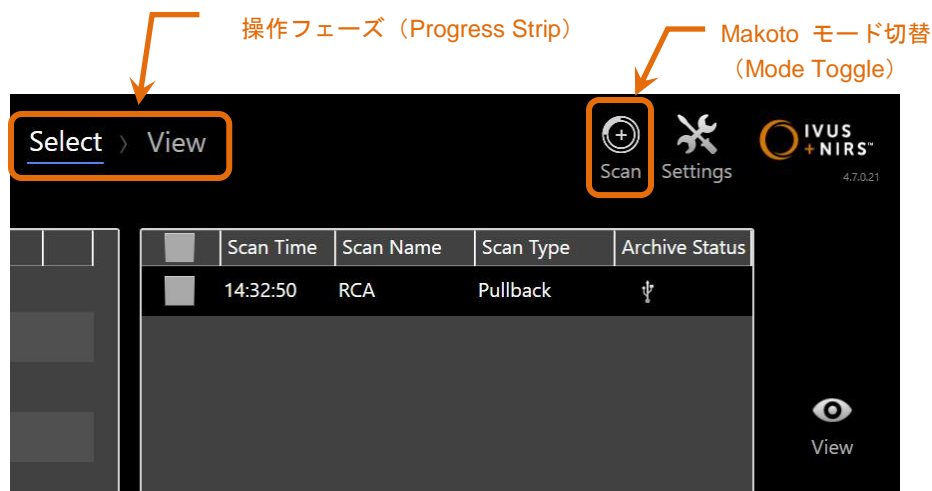 操作フェーズ（Progress Strip）
Makoto モード切替
（Mode Toggle）
Select 〉 View
Scan
Settings
IVUS
+NIRS™
4.7.0.21
Scan Time Scan Name Scan Type Archive Status
14:32:50 RCA Pullback
View